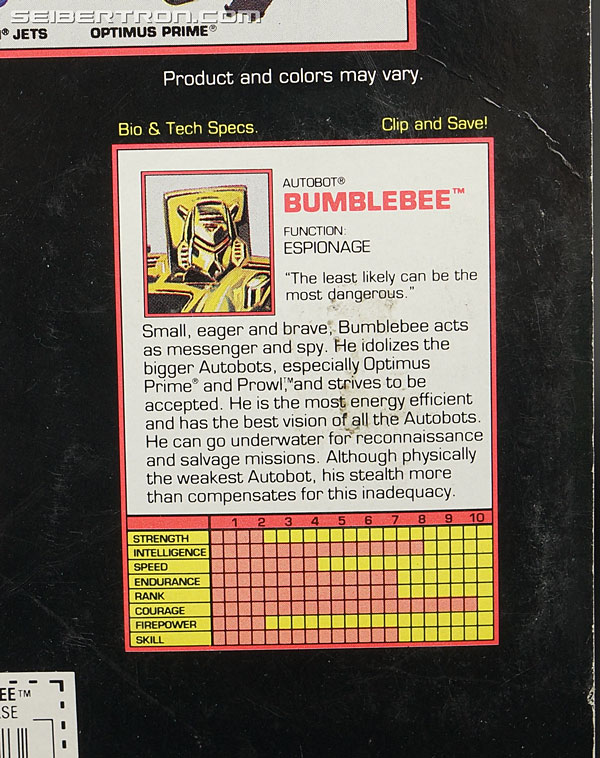 SEIBERTRON.com
® JETS OPTIMUS PRIME®
Product and colors may vary.
Bio & Tech Specs. Clip and Save!
AUTOBOT®
BUMBLEBEE™
FUNCTION:
ESPIONAGE
“The least likely can be the
most dangerous.”
Small, eager and brave, Bumblebee acts
as messenger and spy. He idolizes the
bigger Autobots, especially Optimus
Prime® and Prowl,™ and strives to be
accepted. He is the most energy efficient
and has the best vision of all the Autobots.
He can go underwater for reconnaissance
and salvage missions. Although physically
the weakest Autobot, his stealth more
than compensates for this inadequacy.
1 2 3 4 5 6 7 8 9 10
STRENGTH
INTELLIGENCE
SPEED
ENDURANCE
RANK
COURAGE
FIREPOWER
SKILL
EE™
SE